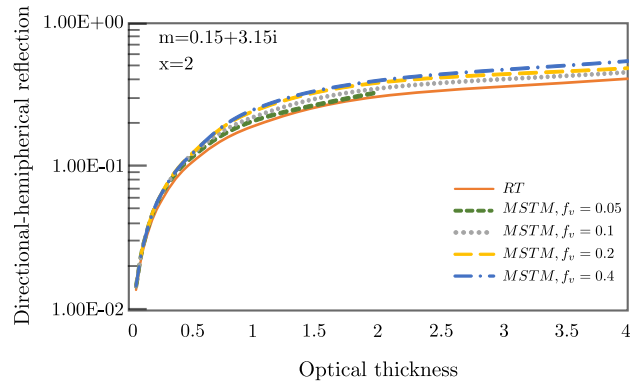 1.00E+00
1.00E-01
1.00E-02
Directional-hemipherical reflection
m=0.15+3.15i
x=2
RT
MSTM, f_v = 0.05
MSTM, f_v = 0.1
MSTM, f_v = 0.2
MSTM, f_v = 0.4
0 0.5 1 1.5 2 2.5 3 3.5 4
Optical thickness